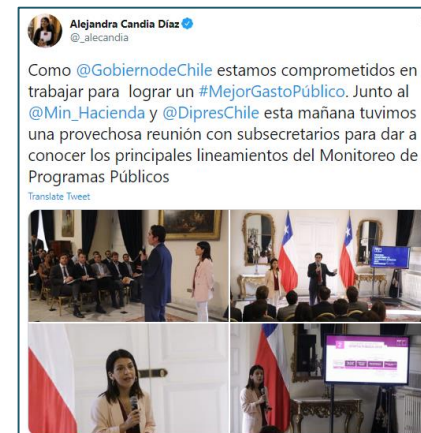 Alejandra Candia Díaz
@_alecandia
Como @GobiernodeChile estamos comprometidos en
trabajar para lograr un #MejorGastoPúblico. Junto al
@Min_Hacienda y @DipresChile esta mañana tuvimos
una provechosa reunión con subsecretarios para dar a
conocer los principales lineamientos del Monitoreo de
Programas Públicos
Translate Tweet